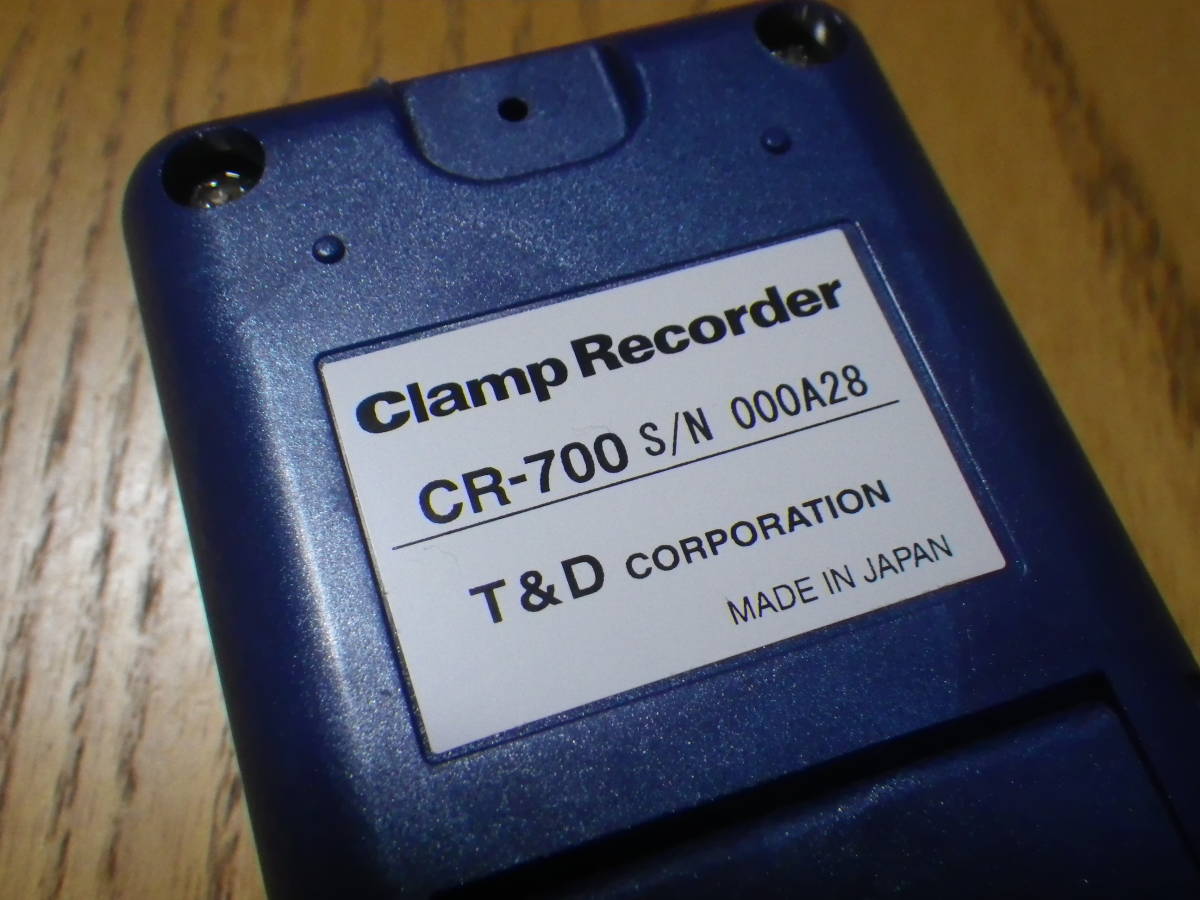 Clamp Recorder
CR-700 S/N 000A28
T&D CORPORATION
MADE IN JAPAN